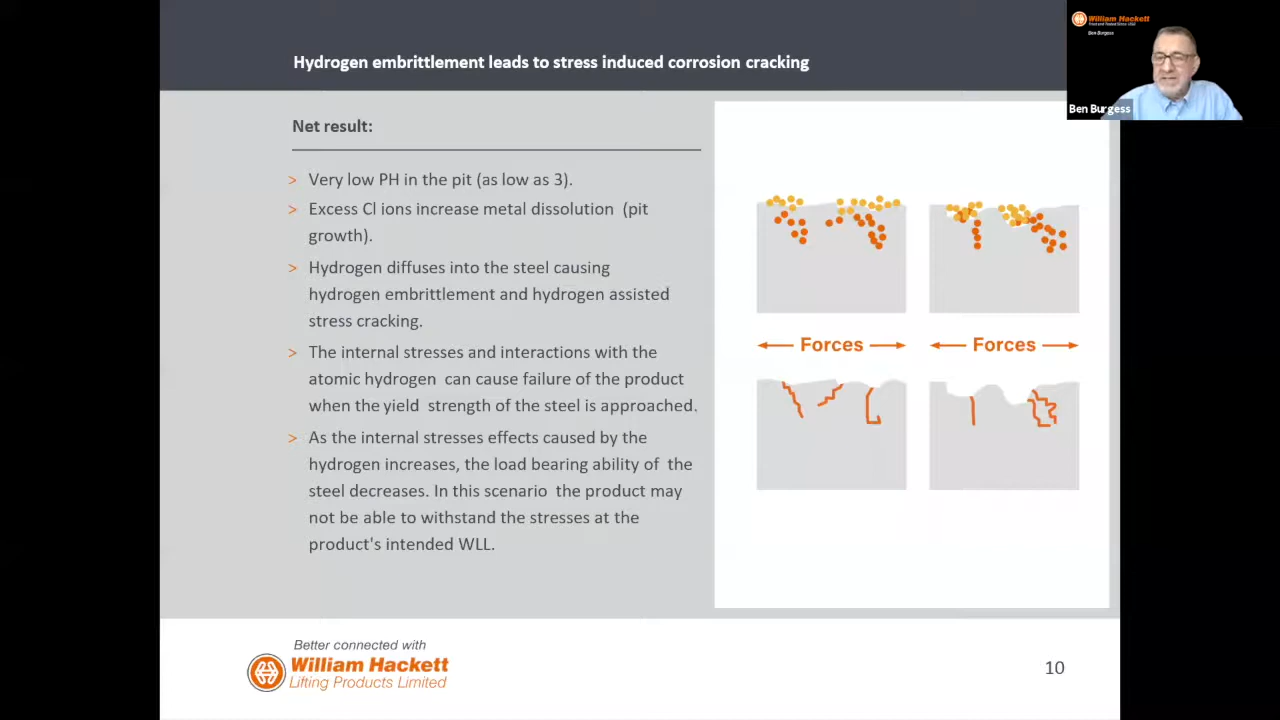 Hydrogen embrittlement leads to stress induced corrosion cracking
William Hackett
Ben Burgess
Ben Burgess
Net result:
> Very low PH in the pit (as low as 3).
> Excess Cl ions increase metal dissolution (pit
growth).
> Hydrogen diffuses into the steel causing
hydrogen embrittlement and hydrogen assisted
stress cracking.
> The internal stresses and interactions with the
atomic hydrogen can cause failure of the product
when the yield strength of the steel is approached.
> As the internal stresses effects caused by the
hydrogen increases, the load bearing ability of the
steel decreases. In this scenario the product may
not be able to withstand the stresses at the
product's intended WLL.
Forces
Forces
Better connected with
William Hackett
Lifting Products Limited
10